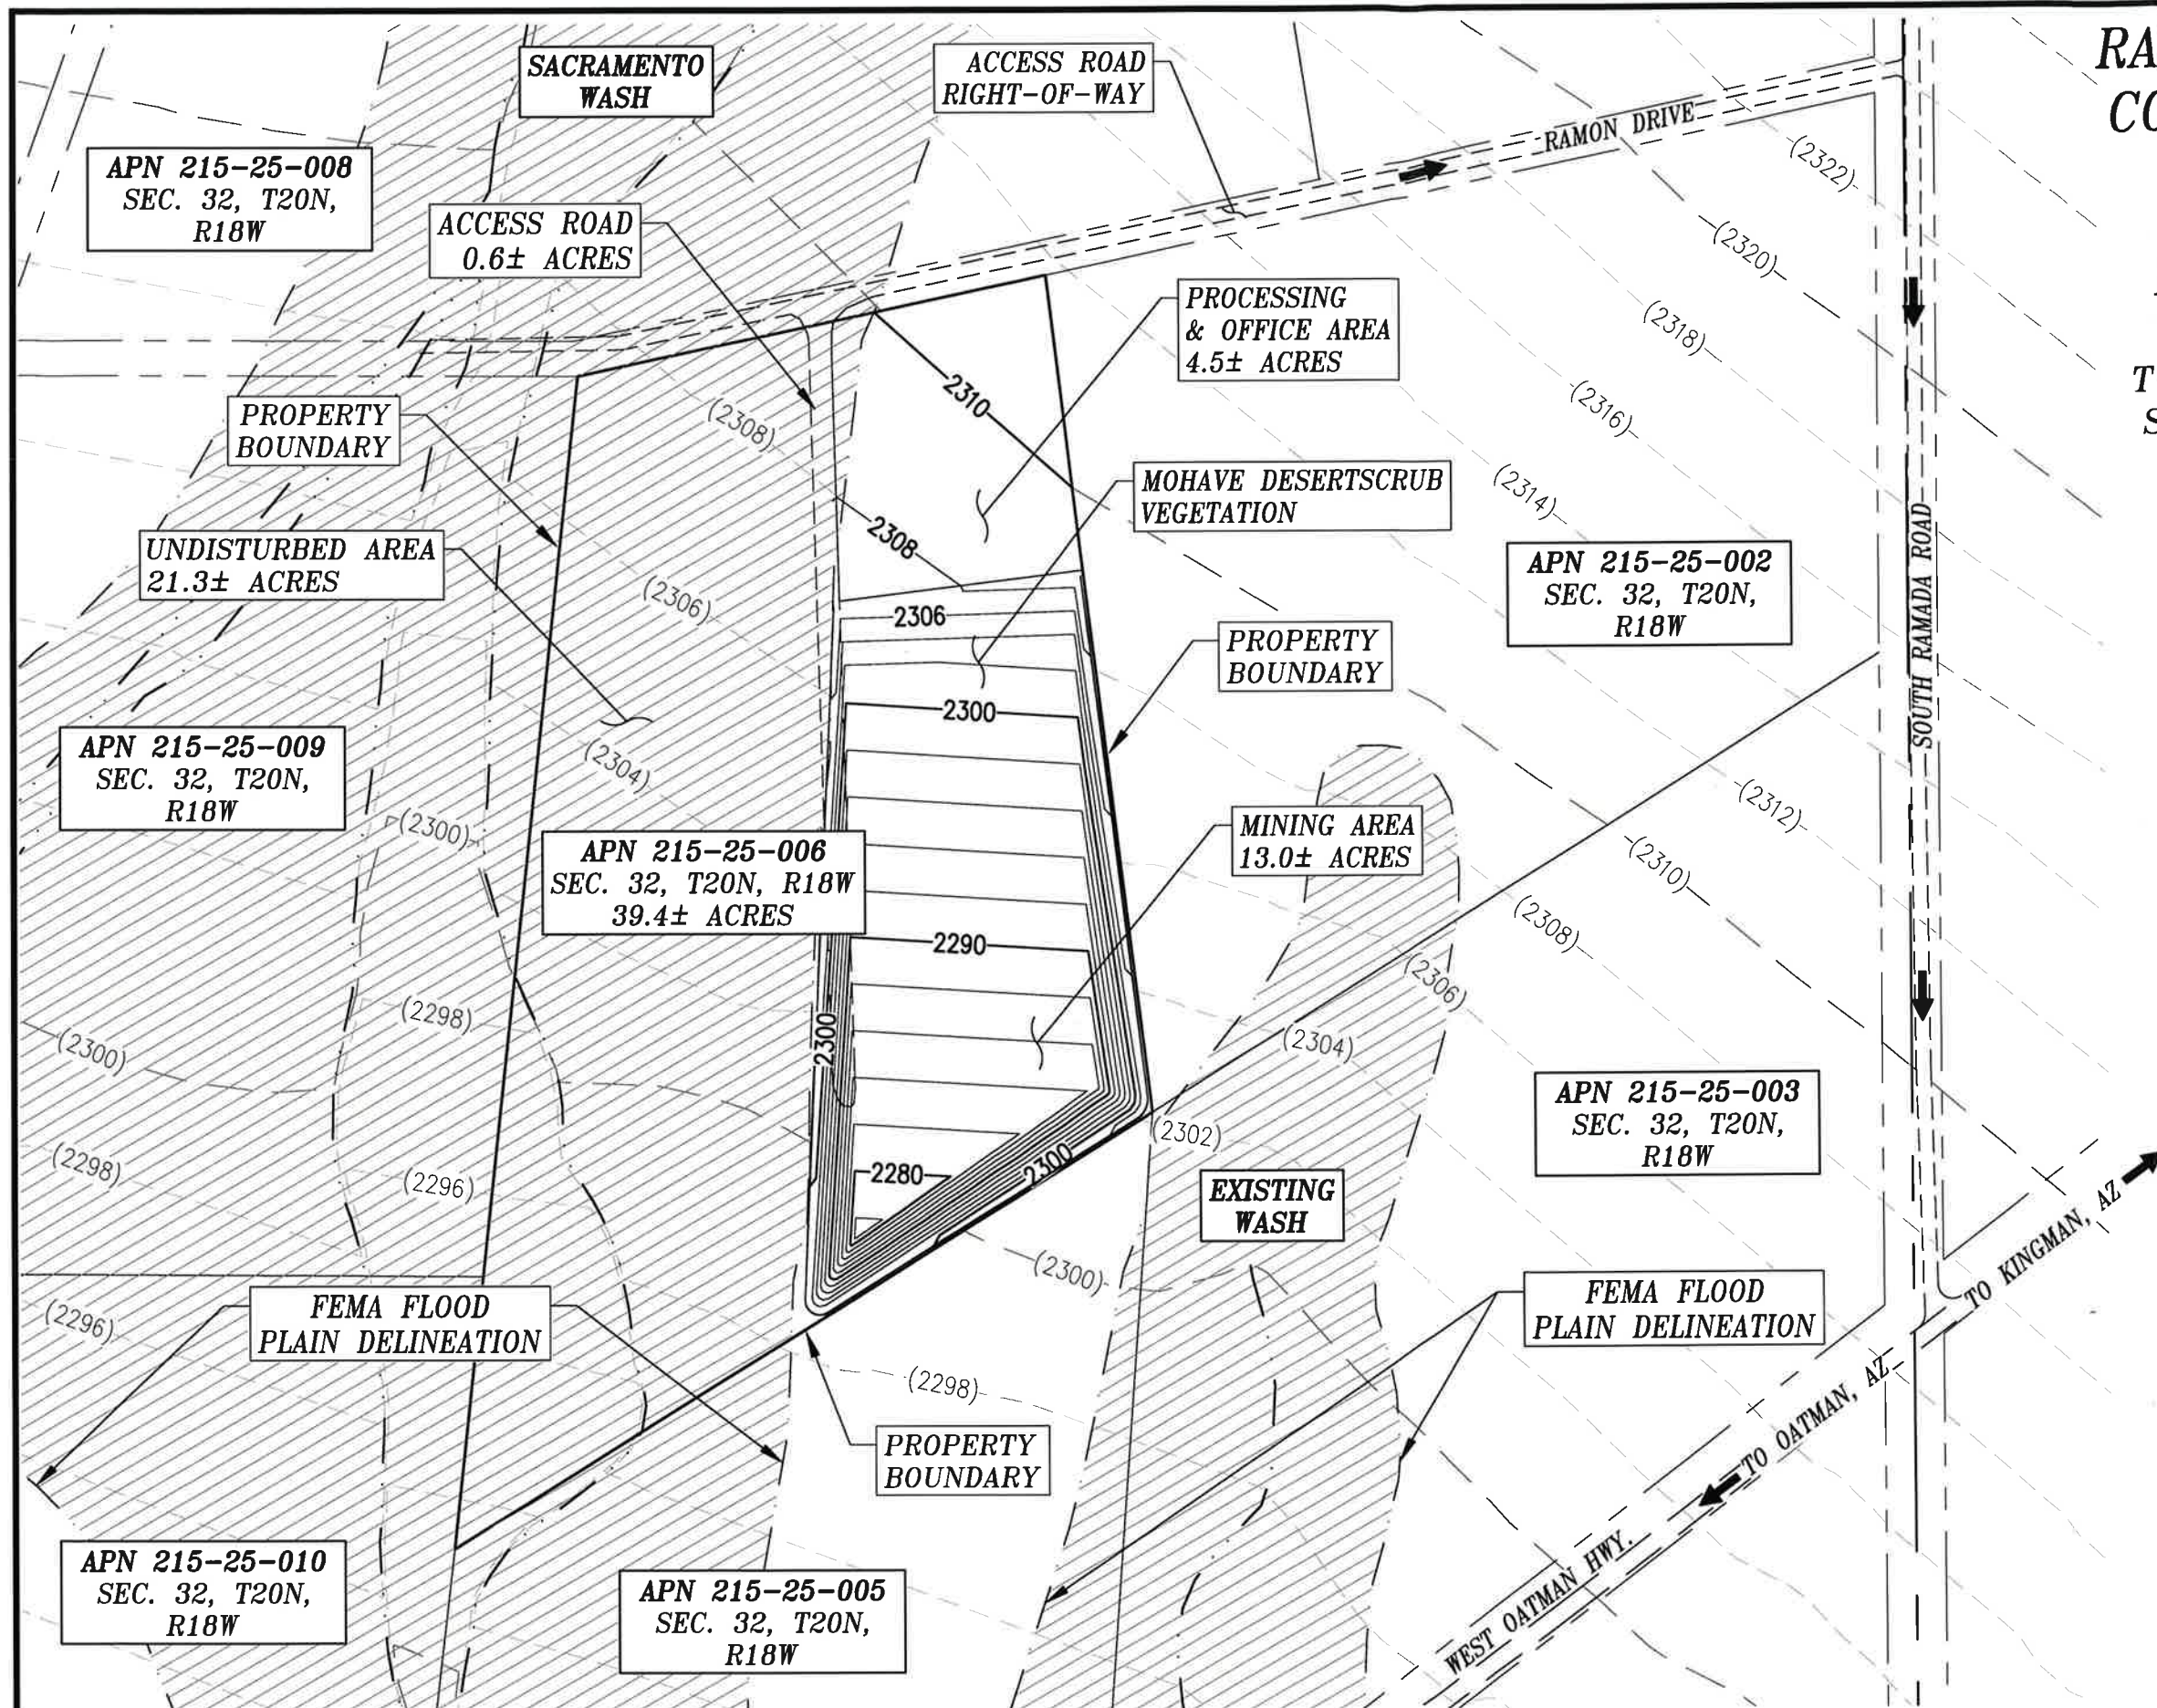 SACRAMENTO
WASH
ACCESS ROAD
RIGHT-OF-WAY
RAMON DRIVE
RA
CO
APN 215-25-008
SEC. 32, T20N,
R18W
ACCESS ROAD
0.6± ACRES
(2322)
(2320)
(2318)
(2316)
(2314)
PROCESSING
& OFFICE AREA
4.5± ACRES
T
S
PROPERTY
BOUNDARY
(2308)
2310
MOHAVE DESERTSCRUB
VEGETATION
UNDISTURBED AREA
21.3± ACRES
2308
(2306)
2306
APN 215-25-002
SEC. 32, T20N,
R18W
SOUTH RAMADA ROAD
PROPERTY
BOUNDARY
2300
APN 215-25-009
SEC. 32, T20N,
R18W
(2304)
(2300)
APN 215-25-006
SEC. 32, T20N, R18W
39.4± ACRES
MINING AREA
13.0± ACRES
(2312)
(2310)
(2308)
(2306)
(2304)
2290
(2298)
(2300)
2300
(2302)
APN 215-25-003
SEC. 32, T20N,
R18W
(2298)
(2296)
2280
2300
EXISTING
WASH
(2300)
TO KINGMAN, AZ
FEMA FLOOD
PLAIN DELINEATION
(2296)
FEMA FLOOD
PLAIN DELINEATION
(2298)
TO OATMAN, AZ
PROPERTY
BOUNDARY
WEST OATMAN HWY.
APN 215-25-010
SEC. 32, T20N,
R18W
APN 215-25-005
SEC. 32, T20N,
R18W